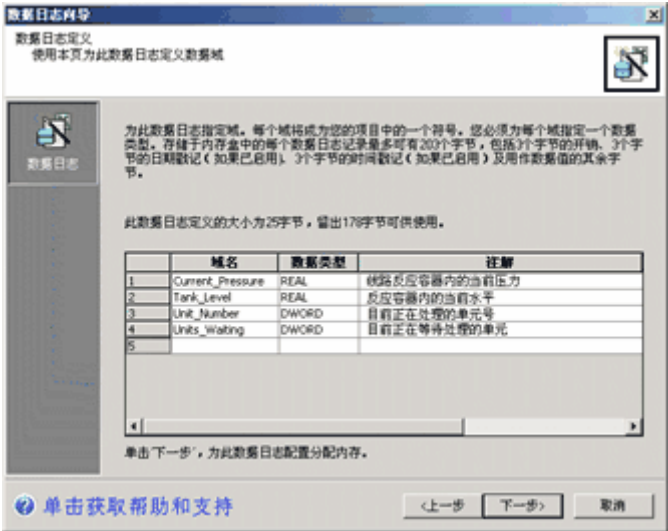 数据日志向导
数据日志定义
使用本页为此数据日志定义数据域
数据日志
为此数据日志指定域。每个域将成为您的项目中的一个符号。您必须为每个域指定一个数据
类型。存储于内存盒中的每个数据日志记录最多可有203个字节，包括3个字节的开销、3个字
节的日期戳记（如果已启用）、3个字节的时间戳记（如果已启用）及用作数据值的其余字
节。
此数据日志定义的大小为25字节，留出178字节可供使用。
域名 数据类型 注解
1 Current_Pressure REAL 线路反应容器内的当前压力
2 Tank_Level REAL 反应容器内的当前水平
3 Unit_Number DWORD 目前正在处理的单元号
4 Units_Waiting DWORD 目前正在等待处理的单元
5
单击'下一步'，为此数据日志配置分配内存。
单击获取帮助和支持
<上一步 下一步> 取消